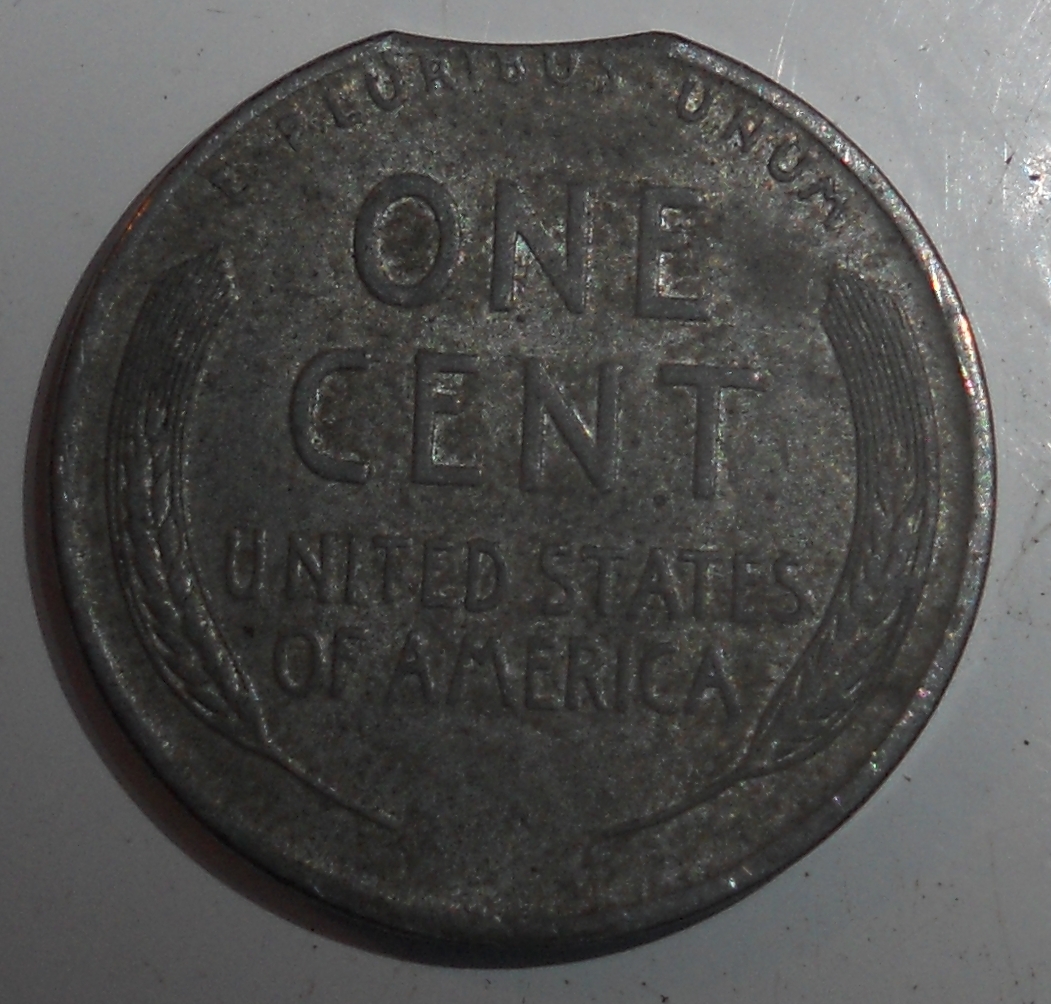 E PLURIBUS UNUM
ONE
CENT
UNITED STATES
OF AMERICA